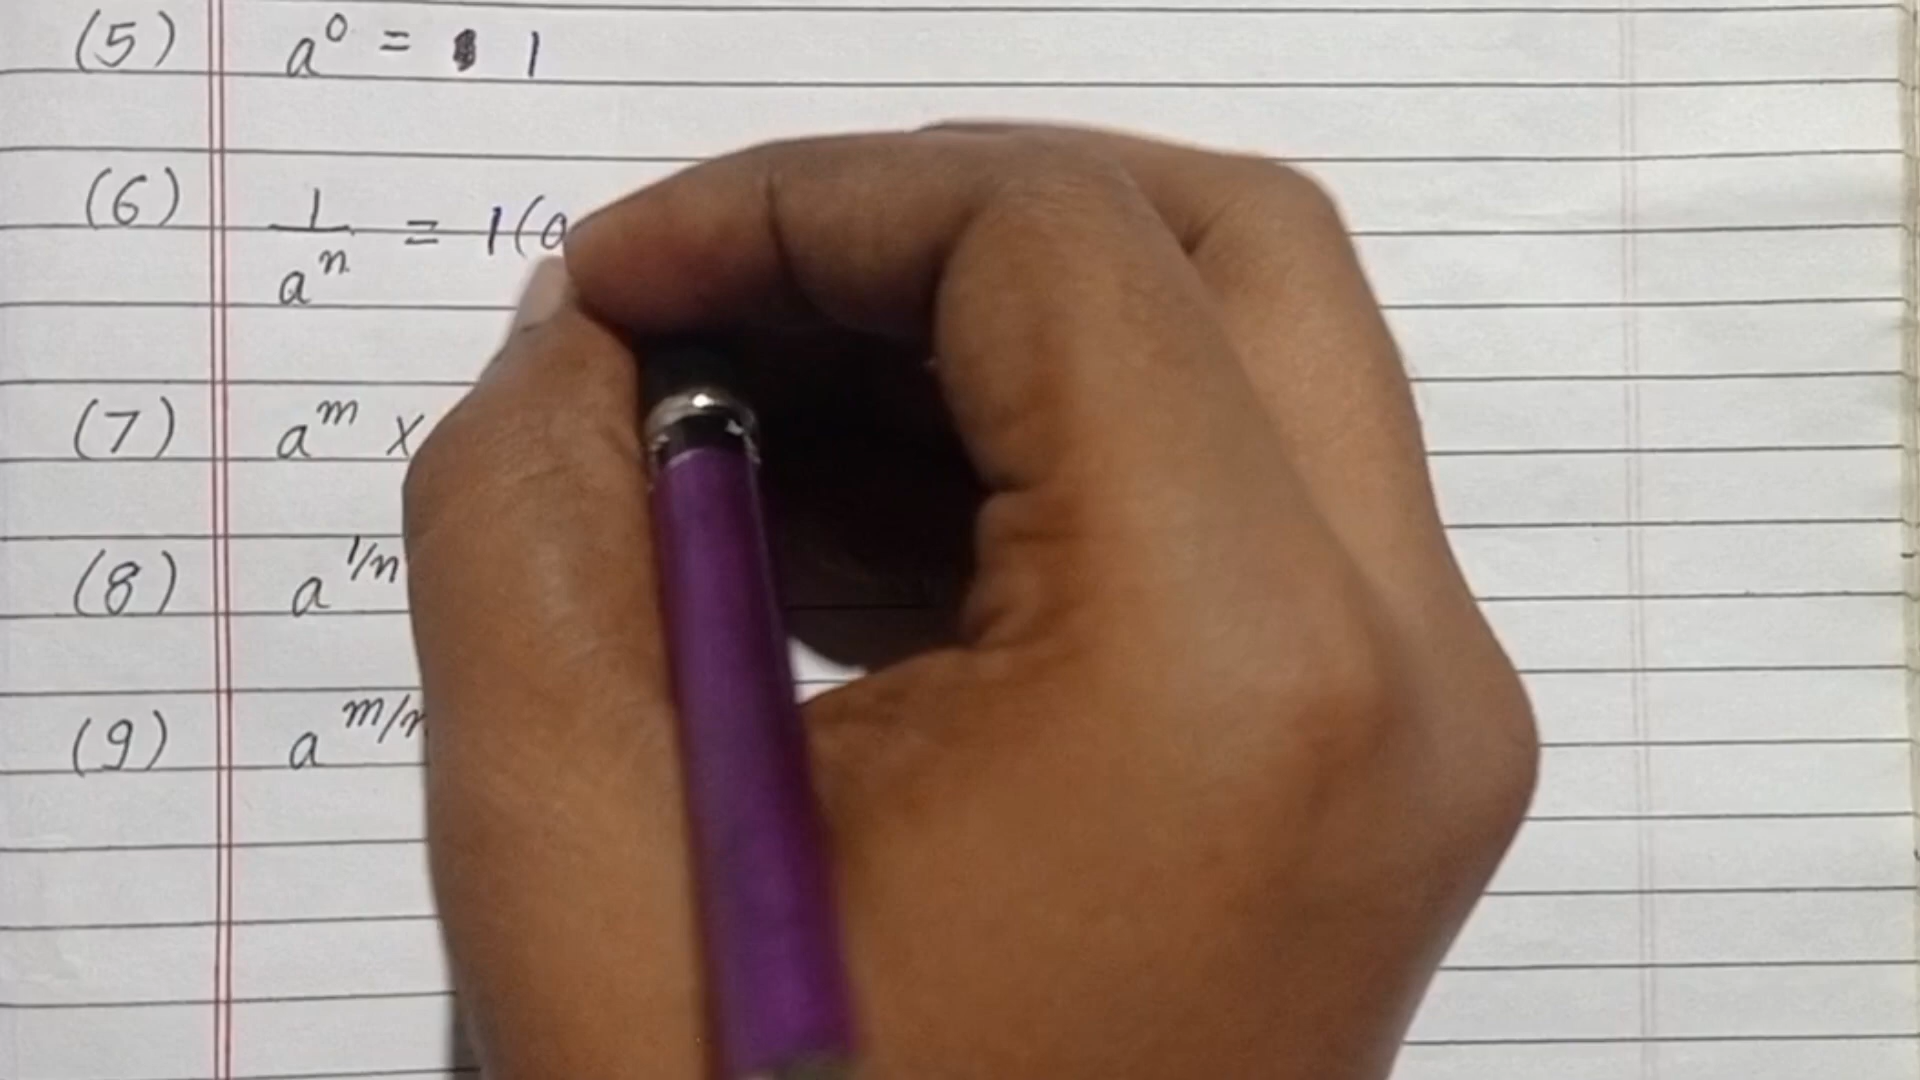 (5) a⁰ = 1
(6) 1/aⁿ = 1(a
(7) aᵐ ×
(8) a^1/n
(9) a^m/n